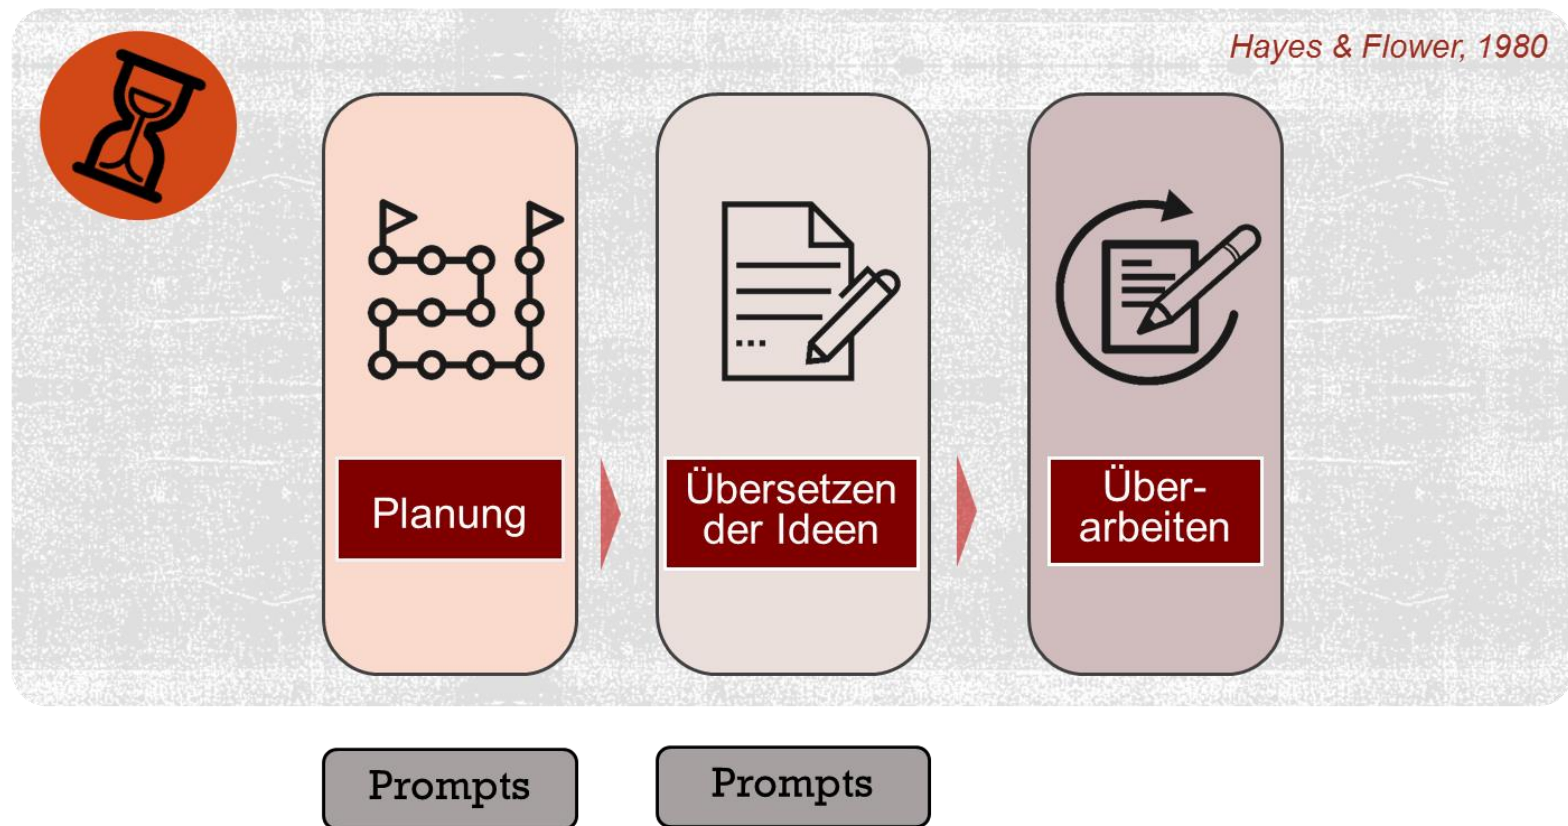 Hayes & Flower, 1980
Planung
Übersetzen
der Ideen
Über-
arbeiten
Prompts
Prompts